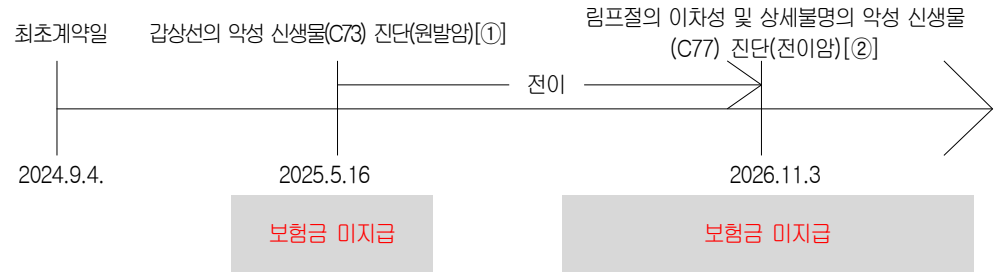 최초계약일
갑상선의 악성 신생물(C73) 진단(원발암)[①]
림프절의 이차성 및 상세불명의 악성 신생물
(C77) 진단(전이암)[②]
전이
2024.9.4.
2025.5.16
2026.11.3
보험금 미지급
보험금 미지급